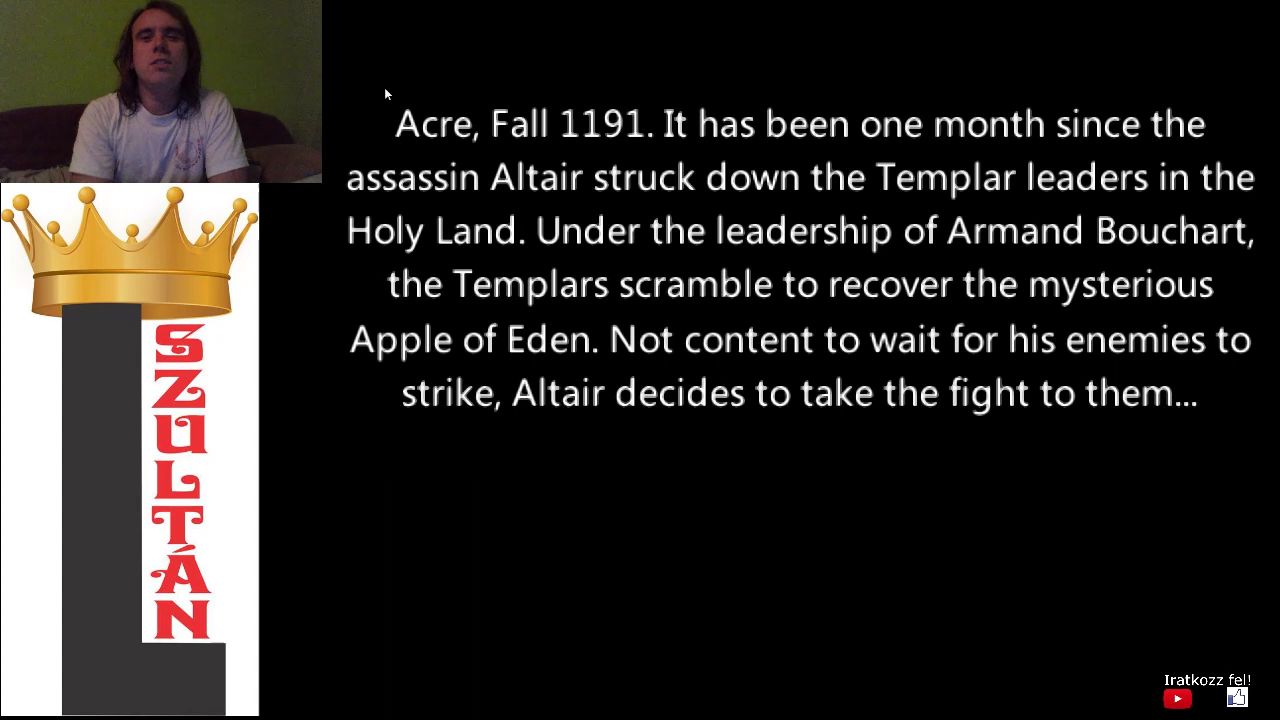 Acre, Fall 1191. It has been one month since the
assassin Altair struck down the Templar leaders in the
Holy Land. Under the leadership of Armand Bouchart,
the Templars scramble to recover the mysterious
Apple of Eden. Not content to wait for his enemies to
strike, Altair decides to take the fight to them...
L
SZULTÁN
Iratkozz fel!